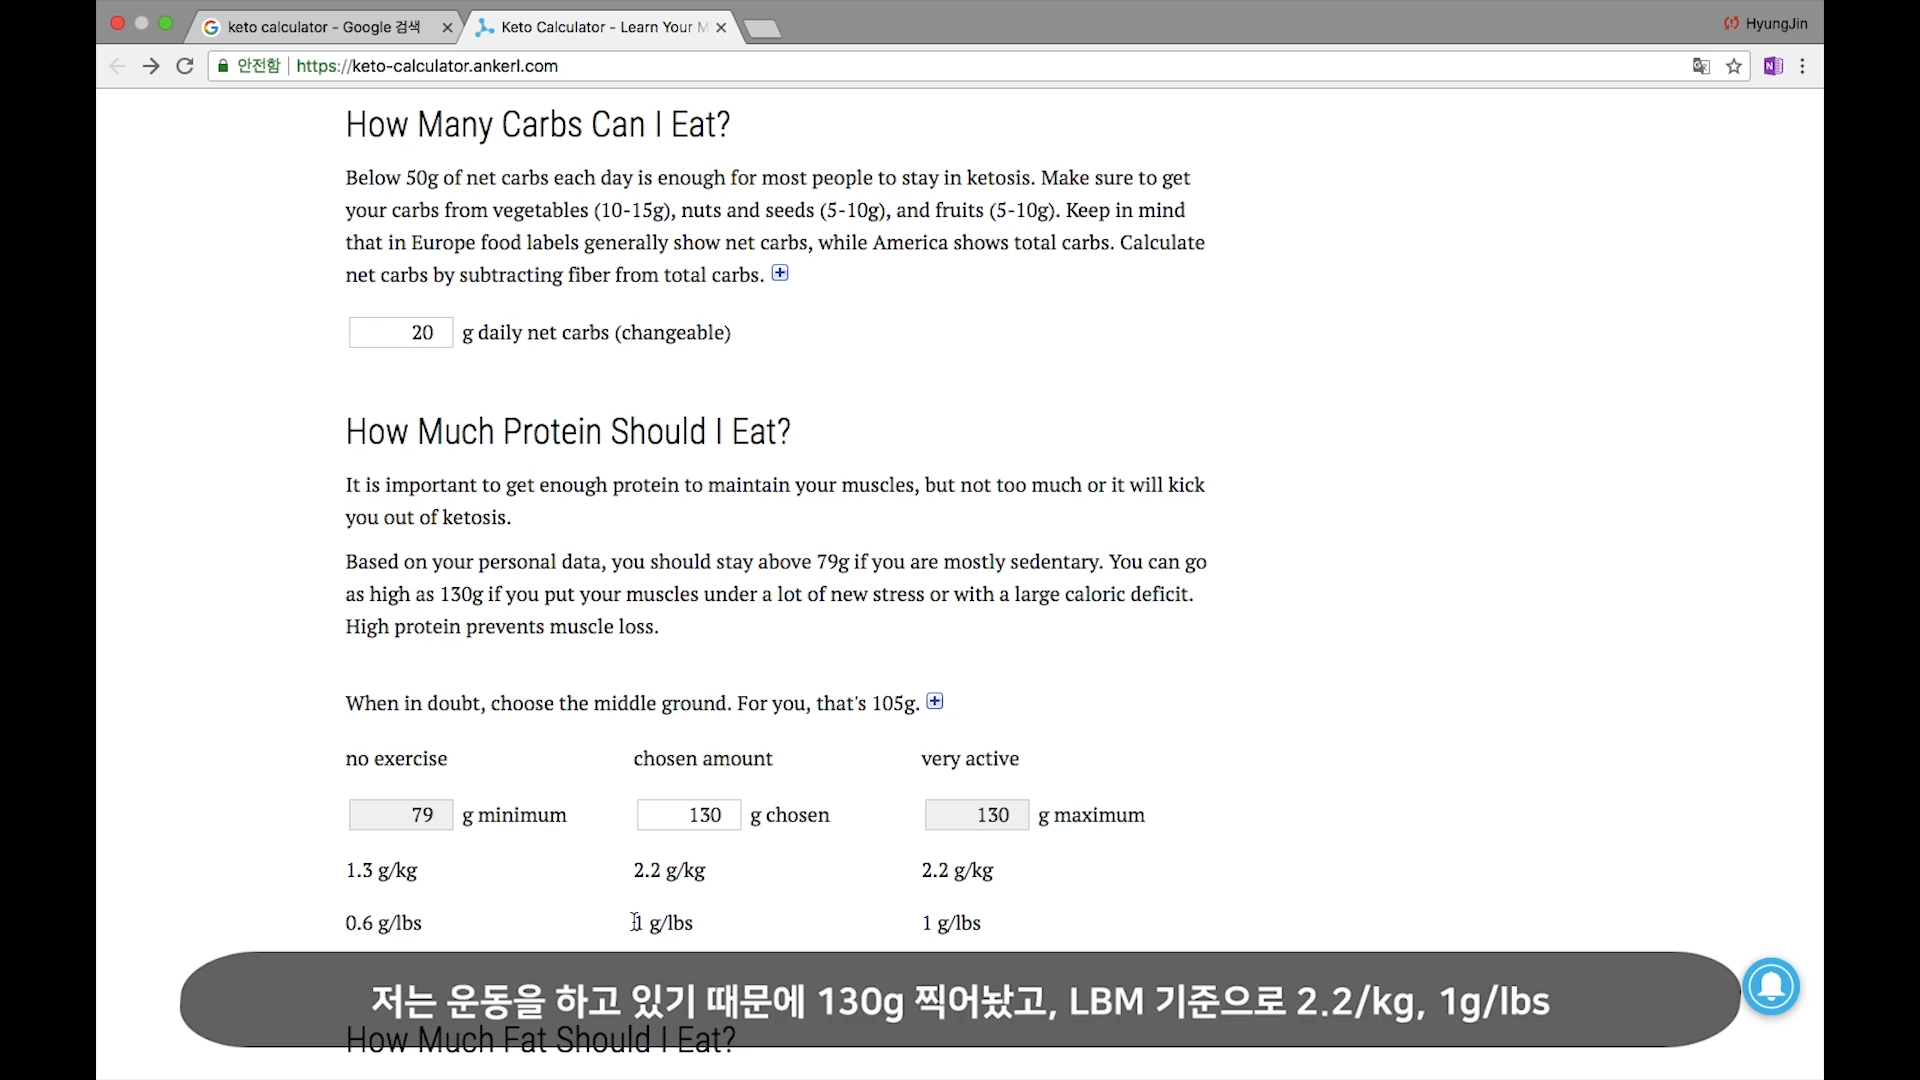 keto calculator - Google 검색
Keto Calculator - Learn Your M
HyungJin
안전함
https://keto-calculator.ankerl.com
How Many Carbs Can I Eat?
Below 50g of net carbs each day is enough for most people to stay in ketosis. Make sure to get
your carbs from vegetables (10-15g), nuts and seeds (5-10g), and fruits (5-10g). Keep in mind
that in Europe food labels generally show net carbs, while America shows total carbs. Calculate
net carbs by subtracting fiber from total carbs.
20 g daily net carbs (changeable)
How Much Protein Should I Eat?
It is important to get enough protein to maintain your muscles, but not too much or it will kick
you out of ketosis.
Based on your personal data, you should stay above 79g if you are mostly sedentary. You can go
as high as 130g if you put your muscles under a lot of new stress or with a large caloric deficit.
High protein prevents muscle loss.
When in doubt, choose the middle ground. For you, that's 105g.
no exercise chosen amount very active
79 g minimum 130 g chosen 130 g maximum
1.3 g/kg 2.2 g/kg 2.2 g/kg
0.6 g/lbs 1 g/lbs 1 g/lbs
저는 운동을 하고 있기 때문에 130g 찍어놨고, LBM 기준으로 2.2/kg, 1g/lbs
How Much Fat Should I Eat?